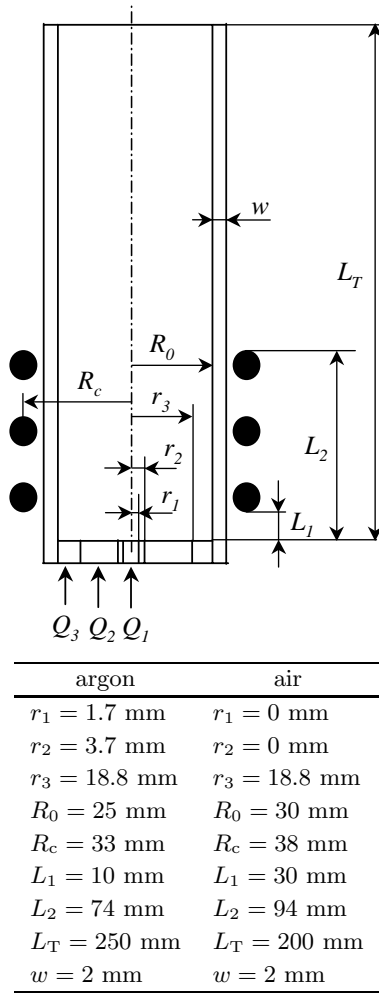 w
L_T
R_0
R_c
r_3
L_2
r_2
r_1
L_1
Q_3 Q_2 Q_1
argon air
r_1 = 1.7 mm r_1 = 0 mm
r_2 = 3.7 mm r_2 = 0 mm
r_3 = 18.8 mm r_3 = 18.8 mm
R_0 = 25 mm R_0 = 30 mm
R_c = 33 mm R_c = 38 mm
L_1 = 10 mm L_1 = 30 mm
L_2 = 74 mm L_2 = 94 mm
L_T = 250 mm L_T = 200 mm
w = 2 mm w = 2 mm